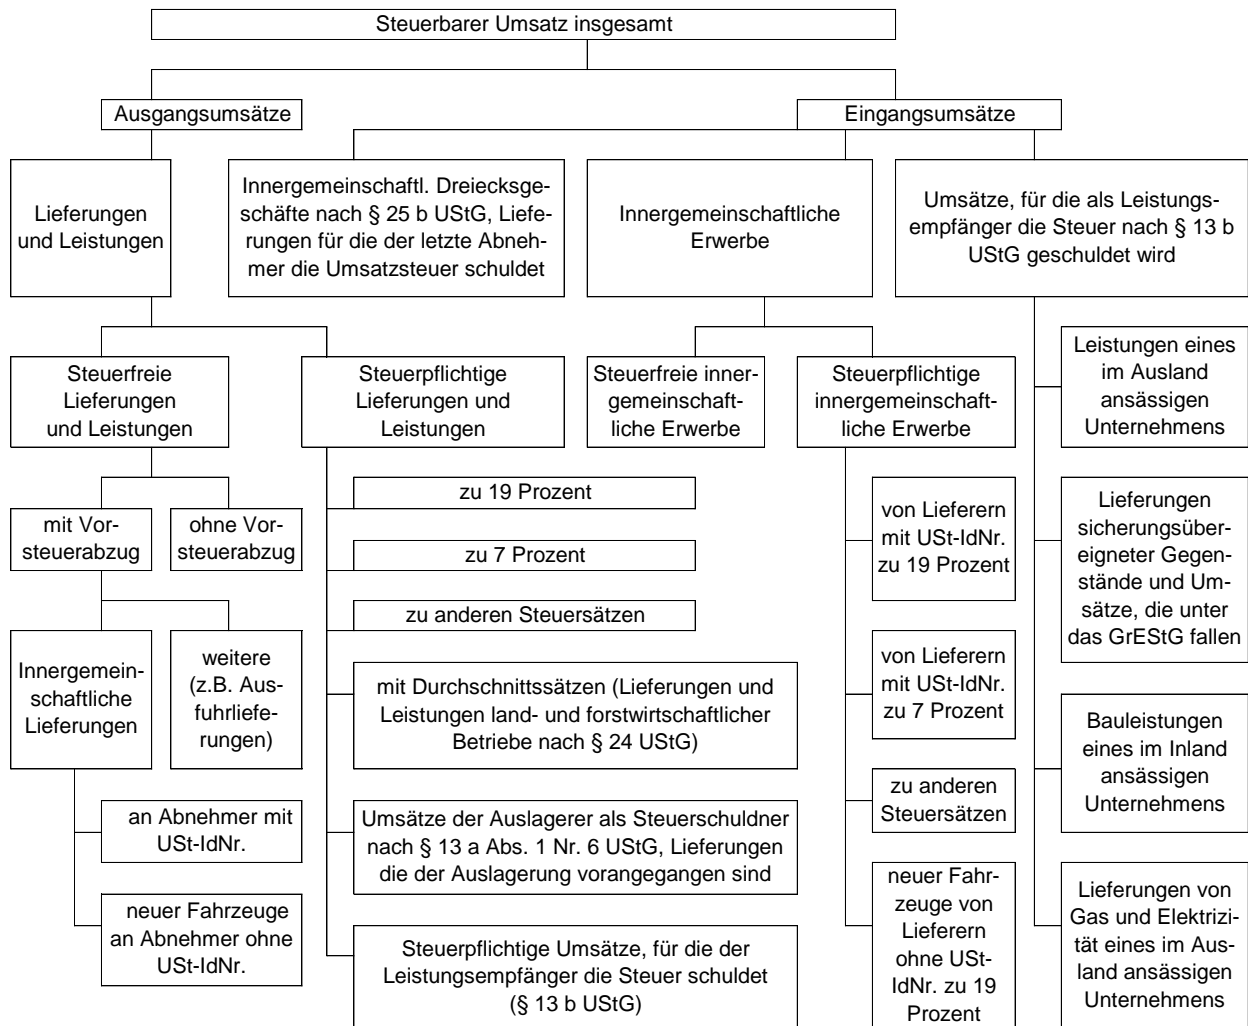 Steuerbarer Umsatz insgesamt
Ausgangsumsätze
Eingangsumsätze
Lieferungen
und Leistungen
Innergemeinschaftl. Dreiecksge-
schäfte nach § 25 b UStG, Liefe-
rungen für die der letzte Abneh-
mer die Umsatzsteuer schuldet
Innergemeinschaftliche
Erwerbe
Umsätze, für die als Leistungs-
empfänger die Steuer nach § 13 b
UStG geschuldet wird
Steuerfreie
Lieferungen
und Leistungen
Steuerpflichtige
Lieferungen und
Leistungen
Steuerfreie inner-
gemeinschaft-
liche Erwerbe
Steuerpflichtige
innergemeinschaft-
liche Erwerbe
Leistungen eines
im Ausland
ansässigen
Unternehmens
mit Vor-
steuerabzug
ohne Vor-
steuerabzug
zu 19 Prozent
zu 7 Prozent
zu anderen Steuersätzen
von Lieferern
mit USt-IdNr.
zu 19 Prozent
Lieferungen
sicherungsüber-
eigneter Gegen-
stände und Um-
sätze, die unter
das GrEStG fallen
Innergemein-
schaftliche
Lieferungen
weitere
(z.B. Aus-
fuhrliefe-
rungen)
mit Durchschnittssätzen (Lieferungen und
Leistungen land- und forstwirtschaftlicher
Betriebe nach § 24 UStG)
von Lieferern
mit USt-IdNr.
zu 7 Prozent
Bauleistungen
eines im Inland
ansässigen
Unternehmens
an Abnehmer mit
USt-IdNr.
Umsätze der Auslagerer als Steuerschuldner
nach § 13 a Abs. 1 Nr. 6 UStG, Lieferungen
die der Auslagerung vorangegangen sind
zu anderen
Steuersätzen
neuer Fahrzeuge
an Abnehmer ohne
USt-IdNr.
Steuerpflichtige Umsätze, für die der
Leistungsempfänger die Steuer schuldet
(§ 13 b UStG)
neuer Fahr-
zeuge von
Lieferern
ohne USt-
IdNr. zu 19
Prozent
Lieferungen von
Gas und Elektrizi-
tät eines im Aus-
land ansässigen
Unternehmens